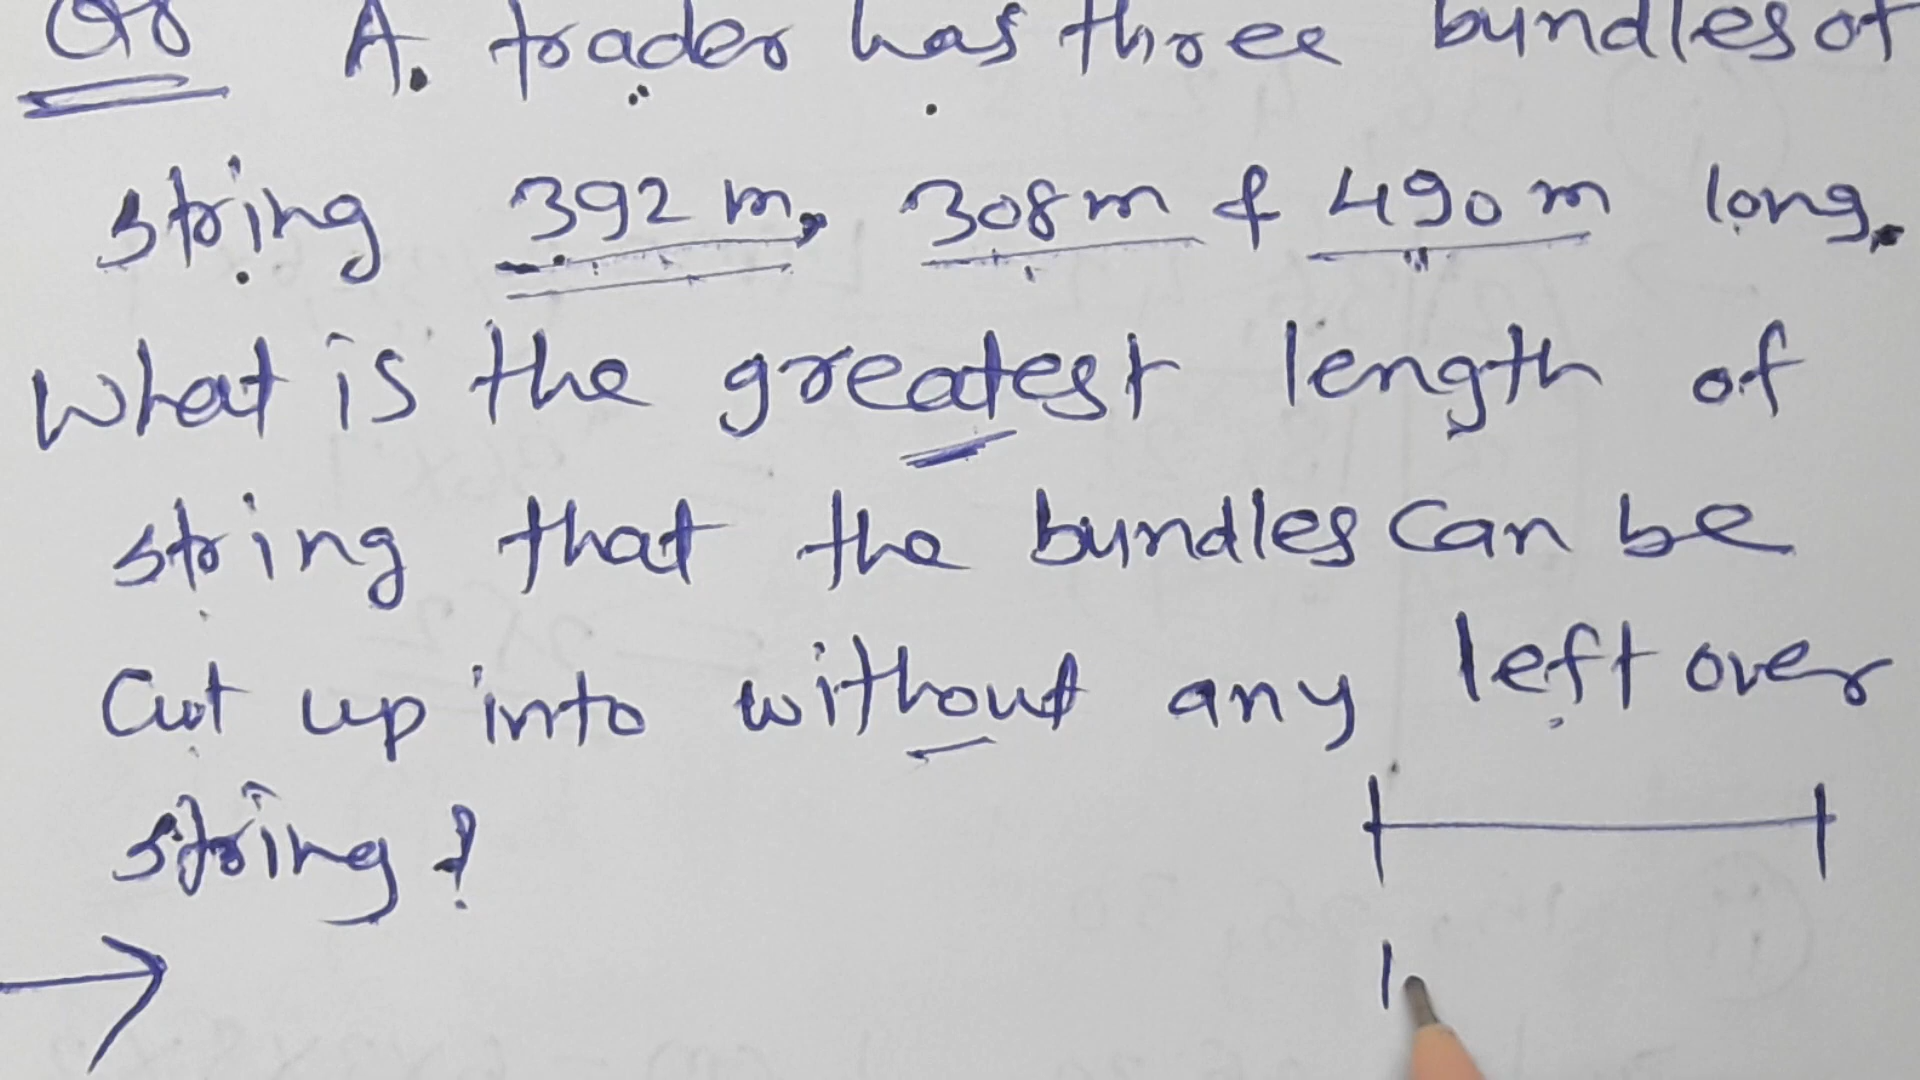 Q8 A. trader has three bundles of
string 392 m, 308 m & 490 m long.
What is the greatest length of
string that the bundles can be
Cut up into without any left over
string?